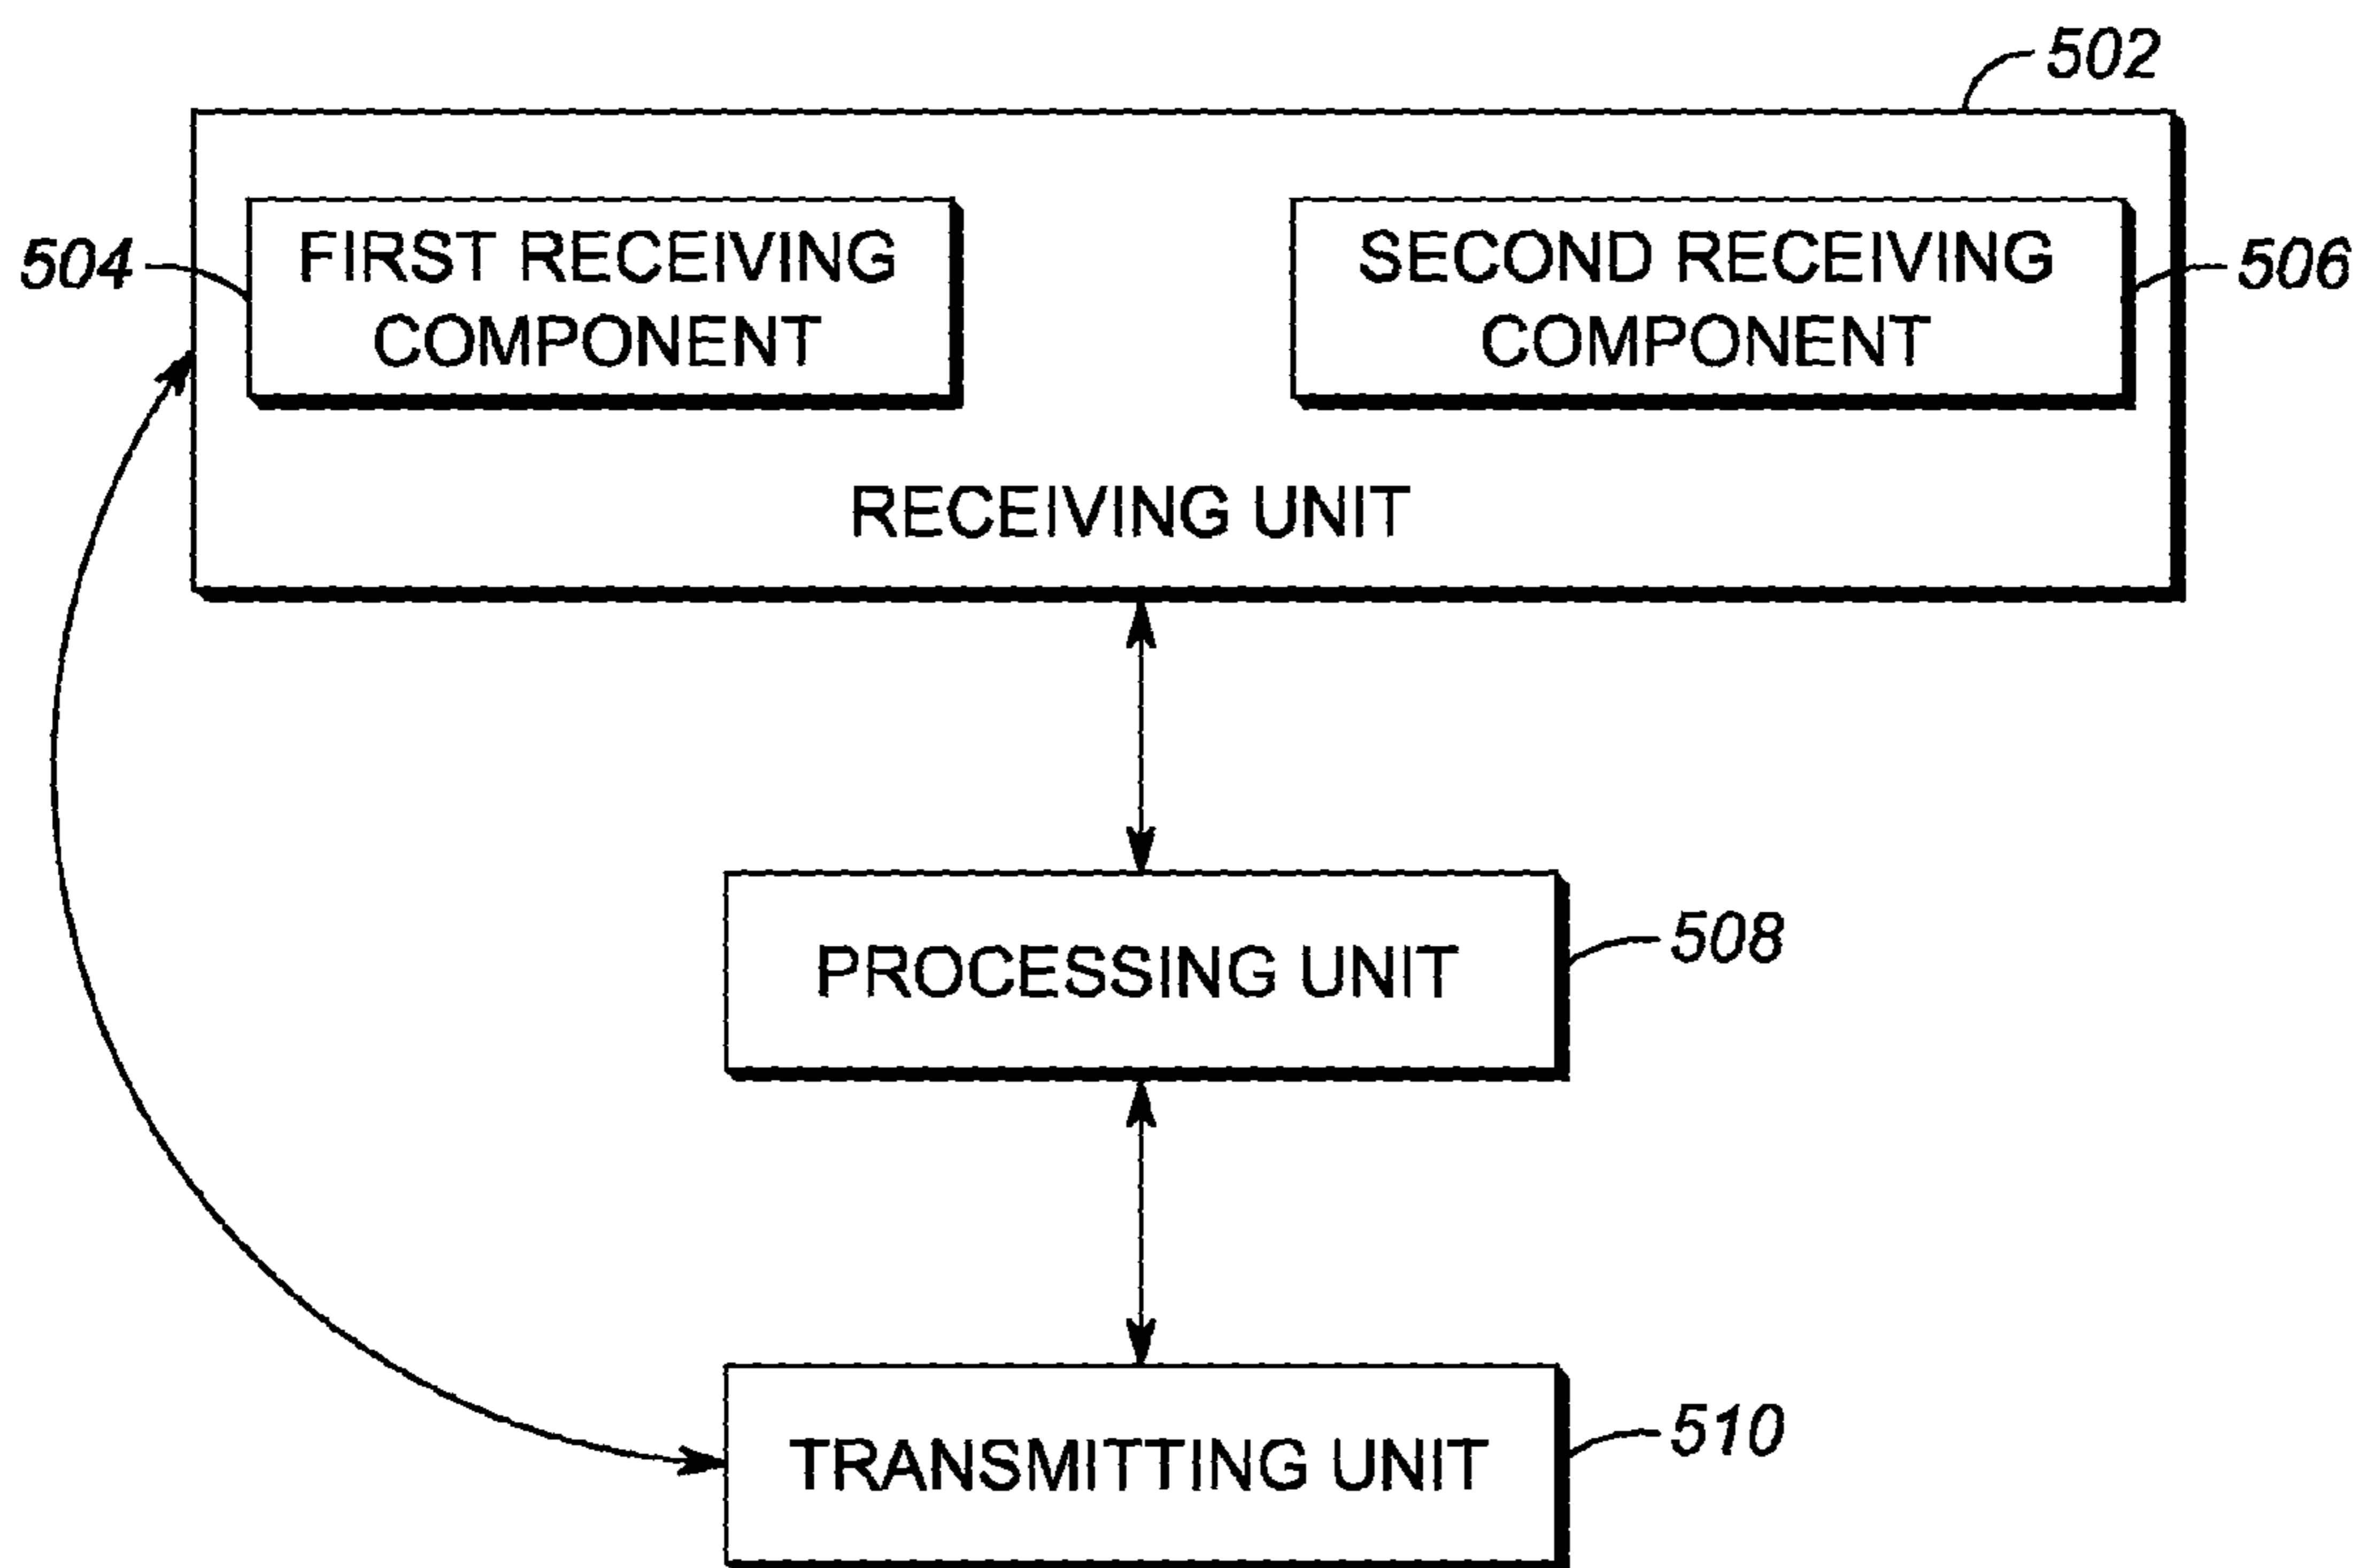 502
504
FIRST RECEIVING
COMPONENT
SECOND RECEIVING
COMPONENT
506
RECEIVING UNIT
PROCESSING UNIT
508
TRANSMITTING UNIT
510